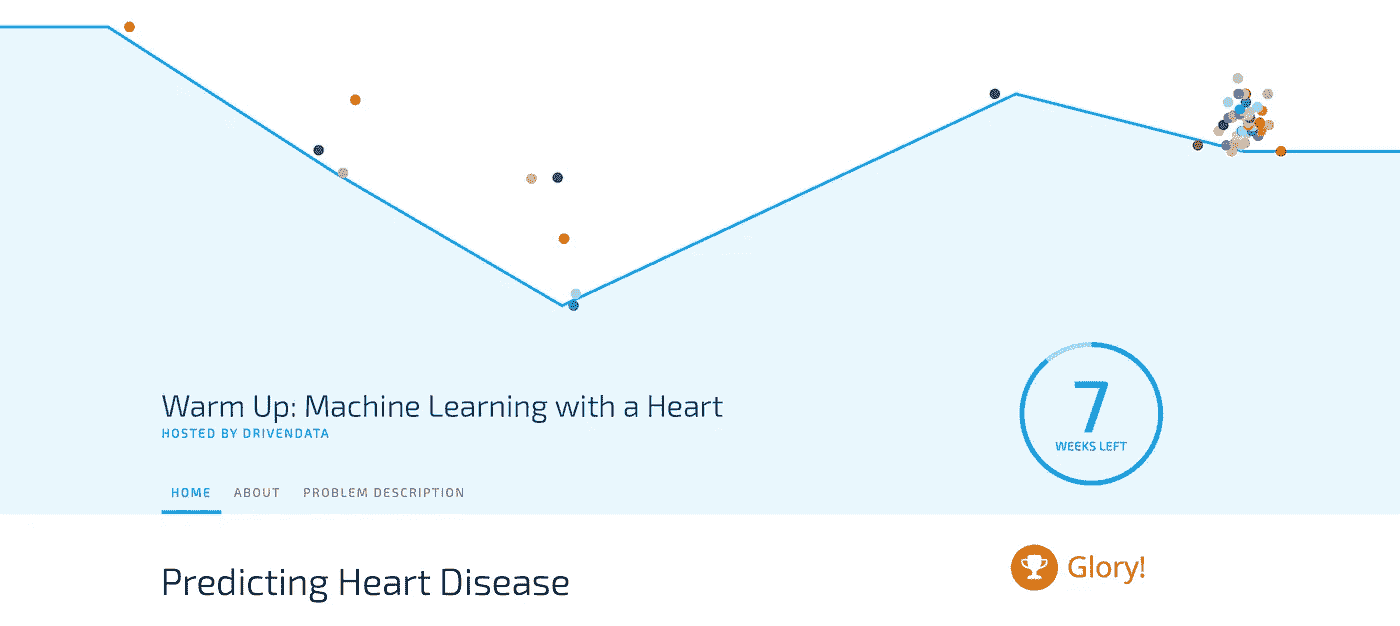 Warm Up: Machine Learning with a Heart
HOSTED BY DRIVENDATA
7
WEEKS LEFT
HOME ABOUT PROBLEM DESCRIPTION
Predicting Heart Disease
Glory!